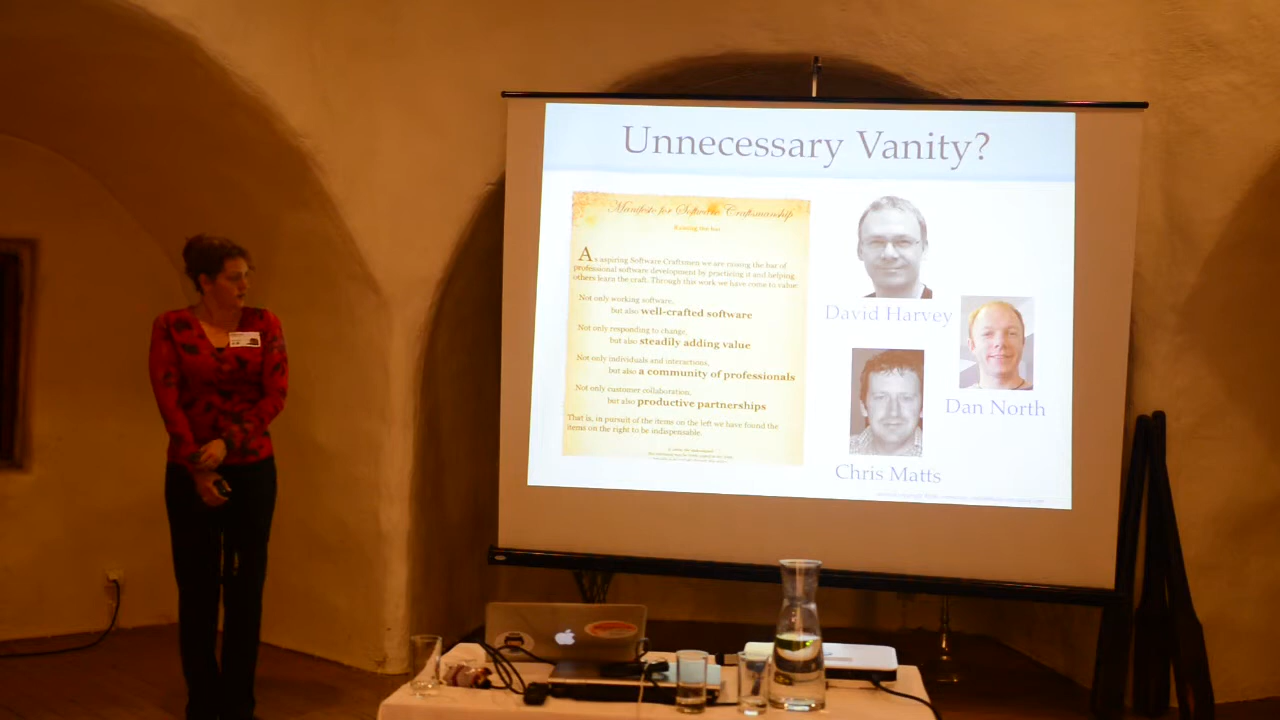 Unnecessary Vanity?
Manifesto for Software Craftsmanship
Raising the bar
As aspiring Software Craftsmen we are raising the bar of
professional software development by practicing it and helping
others learn the craft. Through this work we have come to value:
Not only working software,
but also well-crafted software
Not only responding to change,
but also steadily adding value
Not only individuals and interactions,
but also a community of professionals
Not only customer collaboration,
but also productive partnerships
That is, in pursuit of the items on the left we have found the
items on the right to be indispensable.
David Harvey
Dan North
Chris Matts